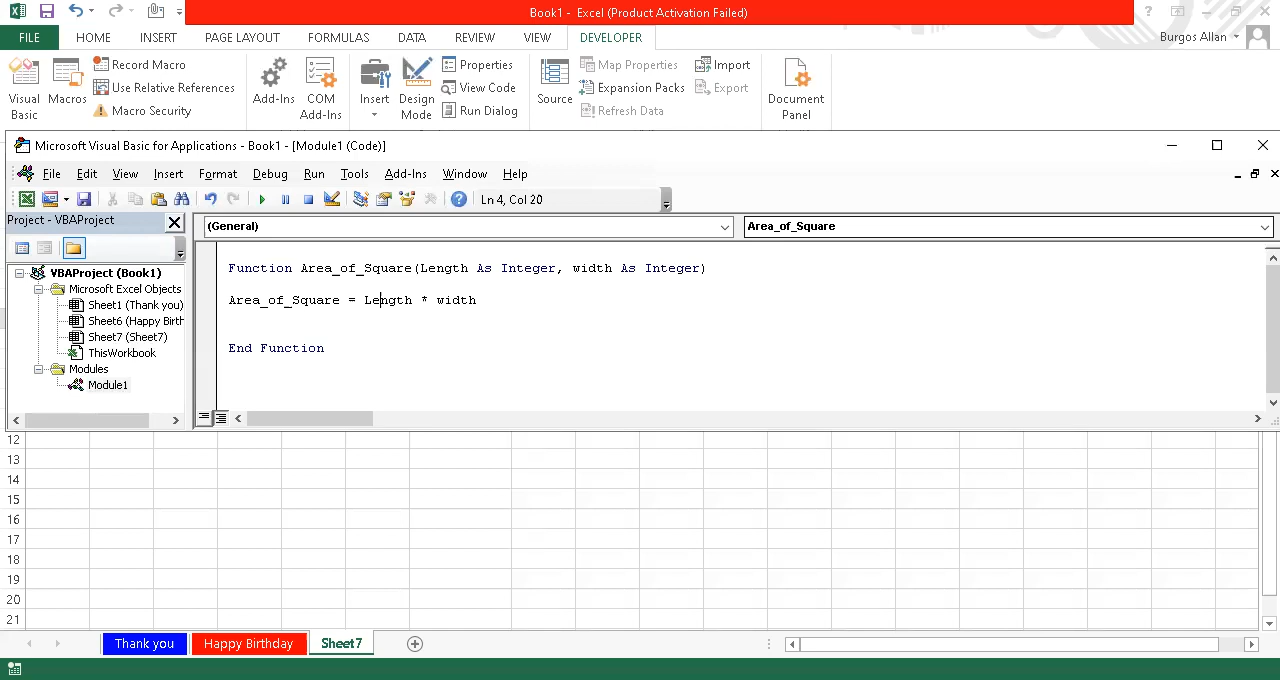 Book1 - Excel (Product Activation Failed)
FILE HOME INSERT PAGE LAYOUT FORMULAS DATA REVIEW VIEW DEVELOPER Burgos Allan
Record Macro
Use Relative References
Macro Security
Visual Basic
Macros
Add-Ins
COM Add-Ins
Insert
Design Mode
Properties
View Code
Run Dialog
Source
Map Properties
Expansion Packs
Refresh Data
Import
Export
Document Panel
Microsoft Visual Basic for Applications - Book1 - [Module1 (Code)]
File Edit View Insert Format Debug Run Tools Add-Ins Window Help
Ln 4, Col 20
Project - VBAProject
(General) Area_of_Square
VBAProject (Book1)
Microsoft Excel Objects
Sheet1 (Thank you)
Sheet6 (Happy Birth
Sheet7 (Sheet7)
ThisWorkbook
Modules
Module1
Function Area_of_Square(Length As Integer, width As Integer)
Area_of_Square = Length * width
End Function
12
13
14
15
16
17
18
19
20
21
Thank you Happy Birthday Sheet7